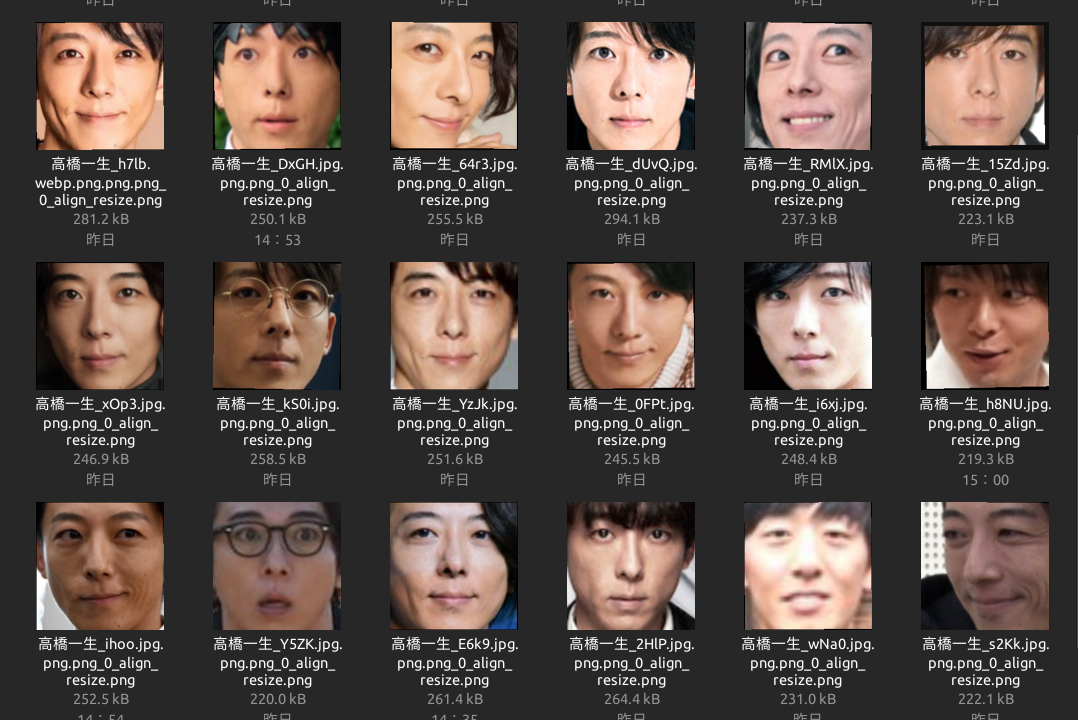 昨日 昨日 昨日 昨日 昨日 昨日
高橋一生_h7lb. 高橋一生_DxGH.jpg. 高橋一生_64r3.jpg. 高橋一生_dUvQ.jpg. 高橋一生_RMlX.jpg. 高橋一生_15Zd.jpg.
webp.png.png.png_ png.png_0_align_ png.png_0_align_ png.png_0_align_ png.png_0_align_ png.png_0_align_
0_align_resize.png resize.png resize.png resize.png resize.png resize.png
281.2 kB 250.1 kB 255.5 kB 294.1 kB 237.3 kB 223.1 kB
昨日 14：53 昨日 昨日 昨日 昨日
高橋一生_xOp3.jpg. 高橋一生_kS0i.jpg. 高橋一生_YzJk.jpg. 高橋一生_0FPt.jpg. 高橋一生_i6xj.jpg. 高橋一生_h8NU.jpg.
png.png_0_align_ png.png_0_align_ png.png_0_align_ png.png_0_align_ png.png_0_align_ png.png_0_align_
resize.png resize.png resize.png resize.png resize.png resize.png
246.9 kB 258.5 kB 251.6 kB 245.5 kB 248.4 kB 219.3 kB
昨日 昨日 昨日 昨日 昨日 15：00
高橋一生_ihoo.jpg. 高橋一生_Y5ZK.jpg. 高橋一生_E6k9.jpg. 高橋一生_2HlP.jpg. 高橋一生_wNa0.jpg. 高橋一生_s2Kk.jpg.
png.png_0_align_ png.png_0_align_ png.png_0_align_ png.png_0_align_ png.png_0_align_ png.png_0_align_
resize.png resize.png resize.png resize.png resize.png resize.png
252.5 kB 220.0 kB 261.4 kB 264.4 kB 231.0 kB 222.1 kB
14：54 昨日 14：35 昨日 昨日 昨日